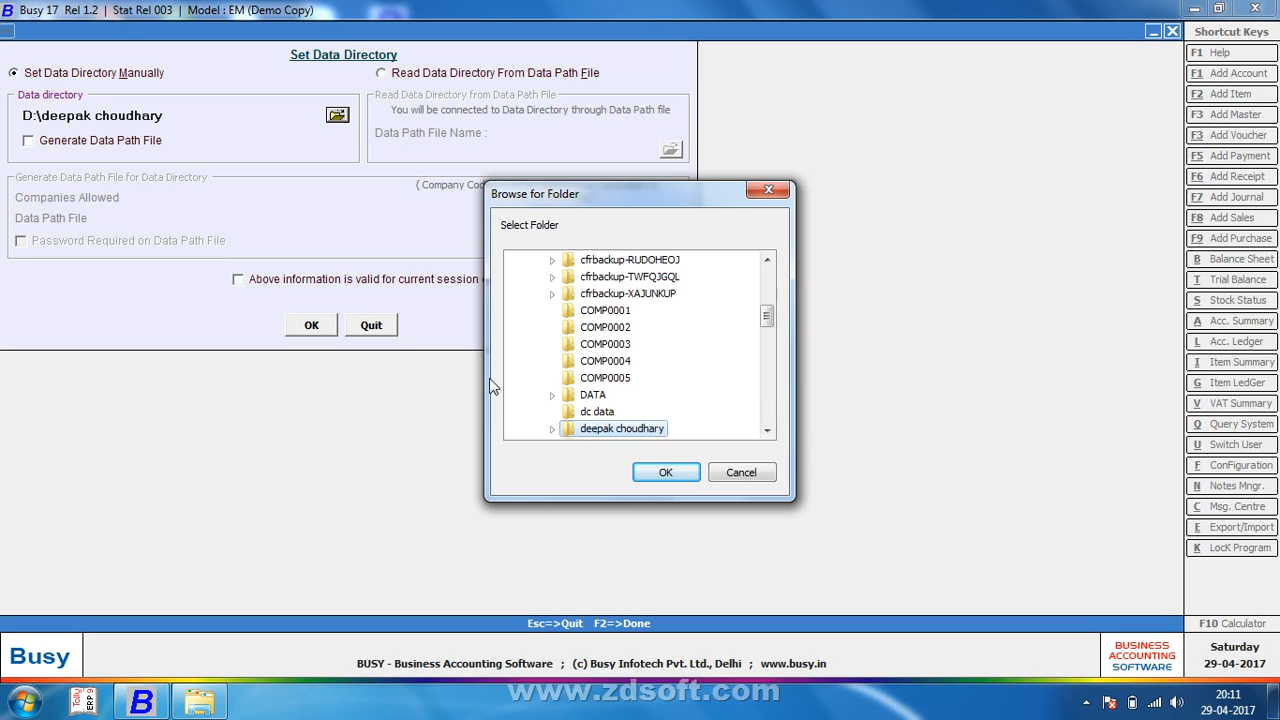 Busy 17 Rel 1.2 | Stat Rel 003 | Model : EM (Demo Copy)
Set Data Directory
Set Data Directory Manually
Read Data Directory From Data Path File
Data directory
D:\deepak choudhary
Generate Data Path File
Read Data Directory from Data Path File
You will be connected to Data Directory through Data Path file
Data Path File Name :
Generate Data Path File for Data Directory
( Company Cod
Companies Allowed
Data Path File
Password Required on Data Path File
Above information is valid for current session
OK
Quit
Browse for Folder
Select Folder
cfrbackup-RUDOHEOJ
cfrbackup-TWFQJGQL
cfrbackup-XAJUNKUP
COMP0001
COMP0002
COMP0003
COMP0004
COMP0005
DATA
dc data
deepak choudhary
OK
Cancel
Shortcut Keys
F1 Help
F1 Add Account
F2 Add Item
F3 Add Master
F3 Add Voucher
F5 Add Payment
F6 Add Receipt
F7 Add Journal
F8 Add Sales
F9 Add Purchase
B Balance Sheet
T Trial Balance
S Stock Status
A Acc. Summary
L Acc. Ledger
I Item Summary
G Item LedGer
V VAT Summary
Q Query System
U Switch User
F ConFiguration
N Notes Mngr.
C Msg. Centre
E Export/Import
K LocK Program
F10 Calculator
Esc=>Quit F2=>Done
Busy
BUSY - Business Accounting Software ; (c) Busy Infotech Pvt. Ltd., Delhi ; www.busy.in
BUSINESS
ACCOUNTING
SOFTWARE
Saturday
29-04-2017
Tally
ERP 9
B
www.zdsoft.com
20:11
29-04-2017